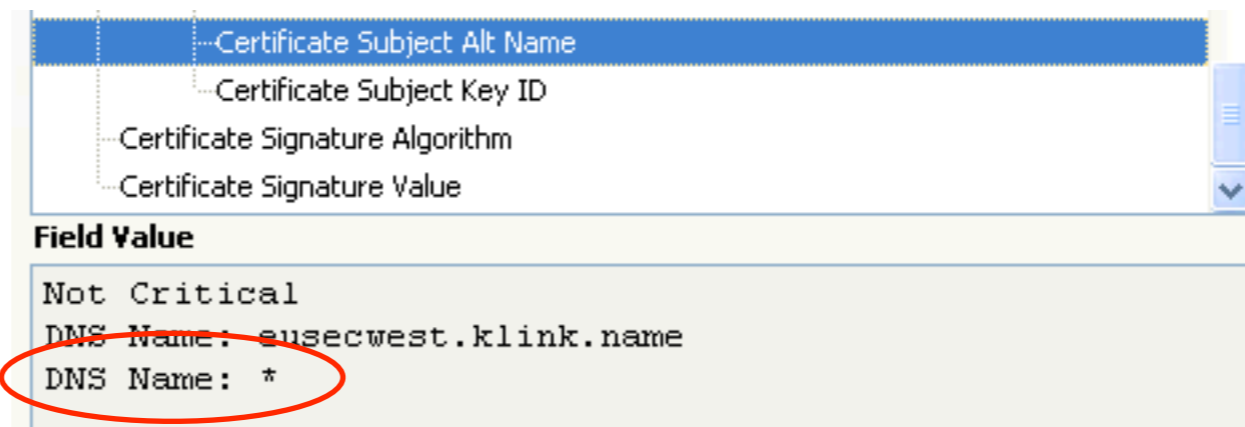 Certificate Subject Alt Name
Certificate Subject Key ID
Certificate Signature Algorithm
Certificate Signature Value
Field Value
Not Critical
DNS Name: eusecwest.klink.name
DNS Name: *